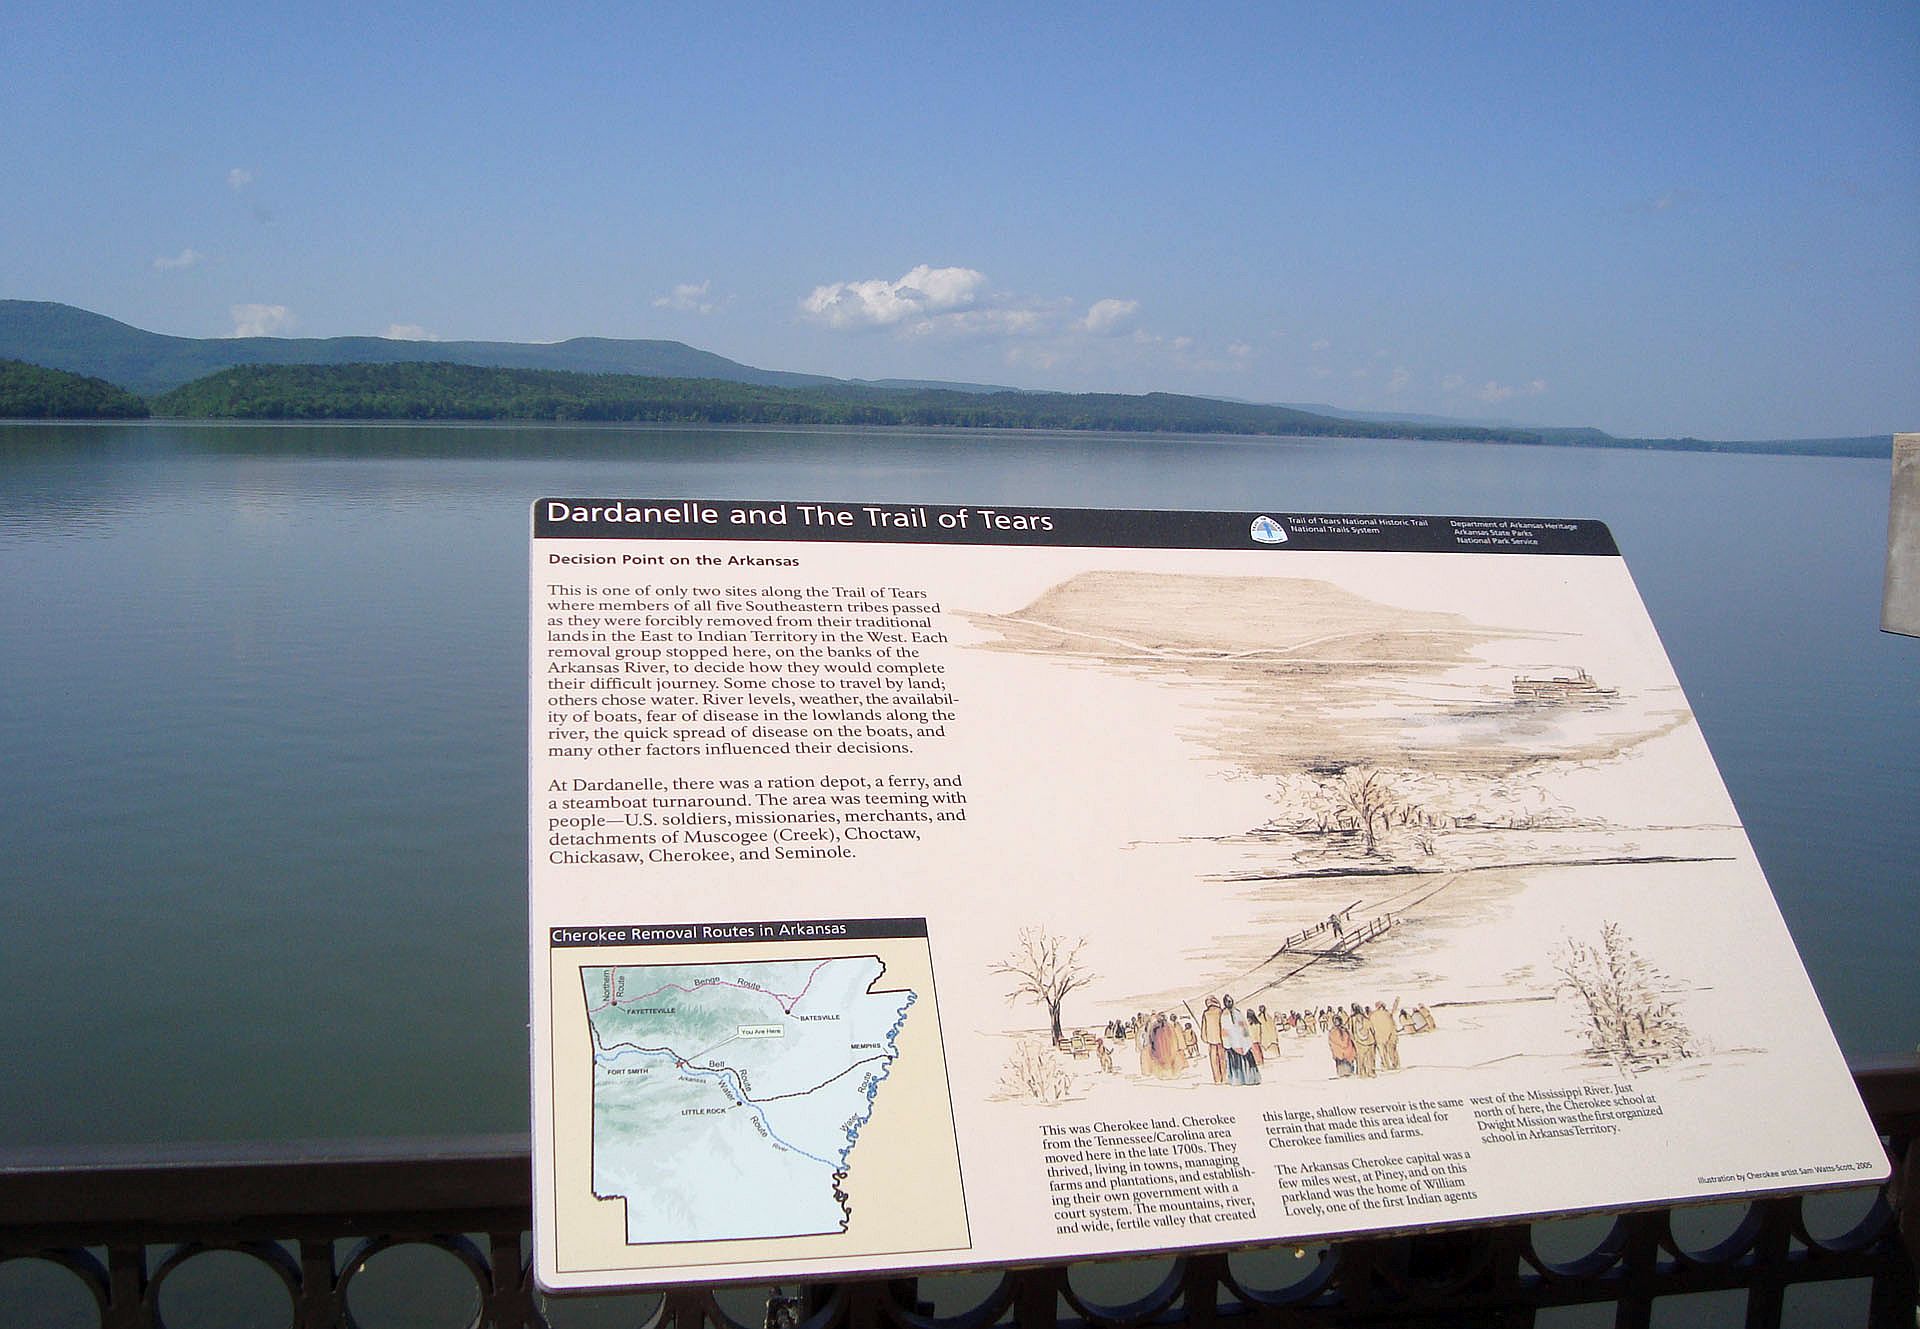 Dardanelle and The Trail of Tears
Trail of Tears National Historic Trail
National Trails System
Department of Arkansas Heritage
Arkansas State Parks
National Park Service
Decision Point on the Arkansas
This is one of only two sites along the Trail of Tears
where members of all five Southeastern tribes passed
as they were forcibly removed from their traditional
lands in the East to Indian Territory in the West. Each
removal group stopped here, on the banks of the
Arkansas River, to decide how they would complete
their difficult journey. Some chose to travel by land;
others chose water. River levels, weather, the availabil-
ity of boats, fear of disease in the lowlands along the
river, the quick spread of disease on the boats, and
many other factors influenced their decisions.
At Dardanelle, there was a ration depot, a ferry, and
a steamboat turnaround. The area was teeming with
people—U.S. soldiers, missionaries, merchants, and
detachments of Muscogee (Creek), Choctaw,
Chickasaw, Cherokee, and Seminole.
Cherokee Removal Routes in Arkansas
Northern
Route
Benge Route
FAYETTEVILLE
BATESVILLE
You Are Here
MEMPHIS
FORT SMITH
Bell
Route
Arkansas
Water
Route
LITTLE ROCK
River
Water
Route
This was Cherokee land. Cherokee
from the Tennessee/Carolina area
moved here in the late 1700s. They
thrived, living in towns, managing
farms and plantations, and establish-
ing their own government with a
court system. The mountains, river,
and wide, fertile valley that created
this large, shallow reservoir is the same
terrain that made this area ideal for
Cherokee families and farms.
The Arkansas Cherokee capital was a
few miles west, at Piney, and on this
parkland was the home of William
Lovely, one of the first Indian agents
west of the Mississippi River. Just
north of here, the Cherokee school at
Dwight Mission was the first organized
school in Arkansas Territory.
Illustration by Cherokee artist Sam Watts-Scott, 2005